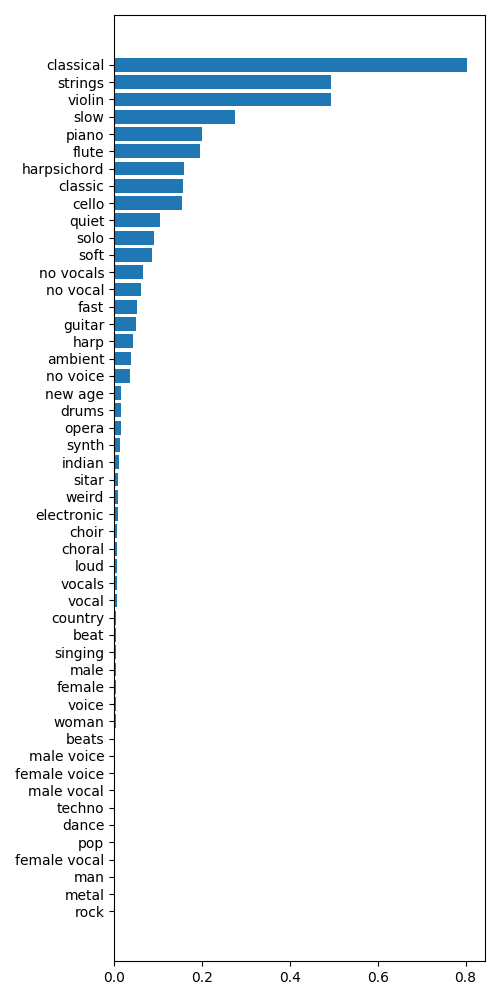 classical
strings
violin
slow
piano
flute
harpsichord
classic
cello
quiet
solo
soft
no vocals
no vocal
fast
guitar
harp
ambient
no voice
new age
drums
opera
synth
indian
sitar
weird
electronic
choir
choral
loud
vocals
vocal
country
beat
singing
male
female
voice
woman
beats
male voice
female voice
male vocal
techno
dance
pop
female vocal
man
metal
rock
0.0 0.2 0.4 0.6 0.8